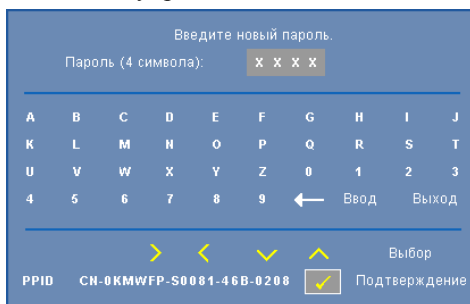 Введите новый пароль.
Пароль (4 символа): X X X X
A B C D E F G H I J
K L M N O P Q R S T
U V W X Y Z 0 1 2 3
4 5 6 7 8 9 Ввод Выход
Выбор
PPID CN-0KMWFP-S0081-46B-0208 Подтверждение